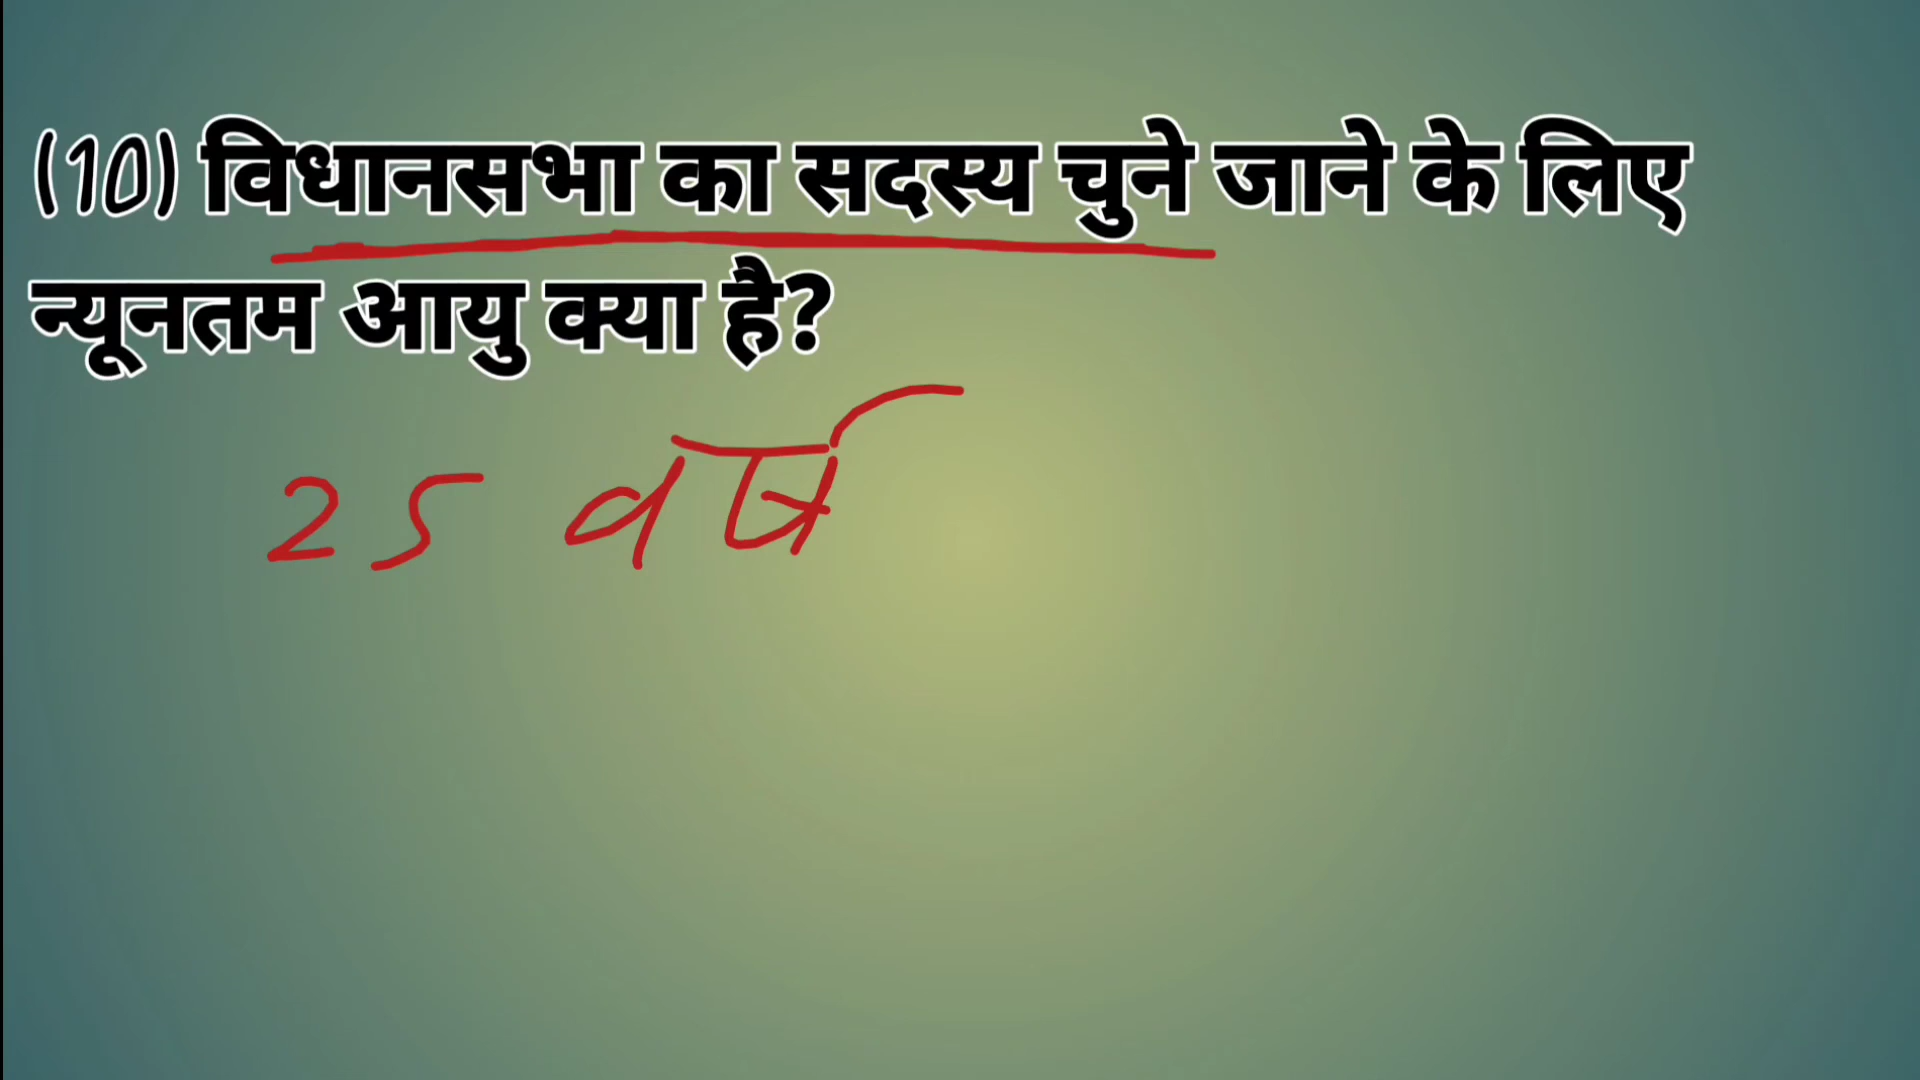 (10) विधानसभा का सदस्य चुने जाने के लिए
न्यूनतम आयु क्या है?
25 वर्ष